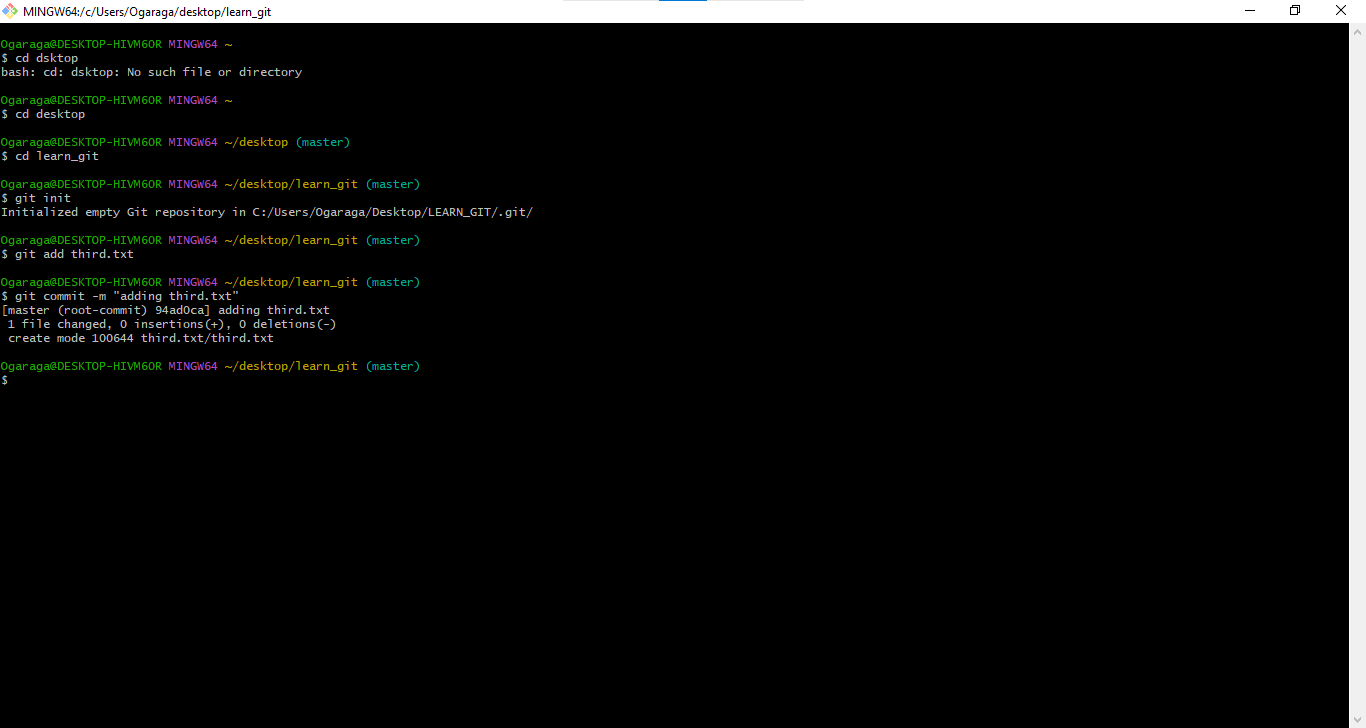 MINGW64:/c/Users/Ogaraga/desktop/learn_git
Ogaraga@DESKTOP-HIVM6OR MINGW64 ~
$ cd dsktop
bash: cd: dsktop: No such file or directory
Ogaraga@DESKTOP-HIVM6OR MINGW64 ~
$ cd desktop
Ogaraga@DESKTOP-HIVM6OR MINGW64 ~/desktop (master)
$ cd learn_git
Ogaraga@DESKTOP-HIVM6OR MINGW64 ~/desktop/learn_git (master)
$ git init
Initialized empty Git repository in C:/Users/Ogaraga/Desktop/LEARN_GIT/.git/
Ogaraga@DESKTOP-HIVM6OR MINGW64 ~/desktop/learn_git (master)
$ git add third.txt
Ogaraga@DESKTOP-HIVM6OR MINGW64 ~/desktop/learn_git (master)
$ git commit -m "adding third.txt"
[master (root-commit) 94ad0ca] adding third.txt
 1 file changed, 0 insertions(+), 0 deletions(-)
 create mode 100644 third.txt/third.txt
Ogaraga@DESKTOP-HIVM6OR MINGW64 ~/desktop/learn_git (master)
$